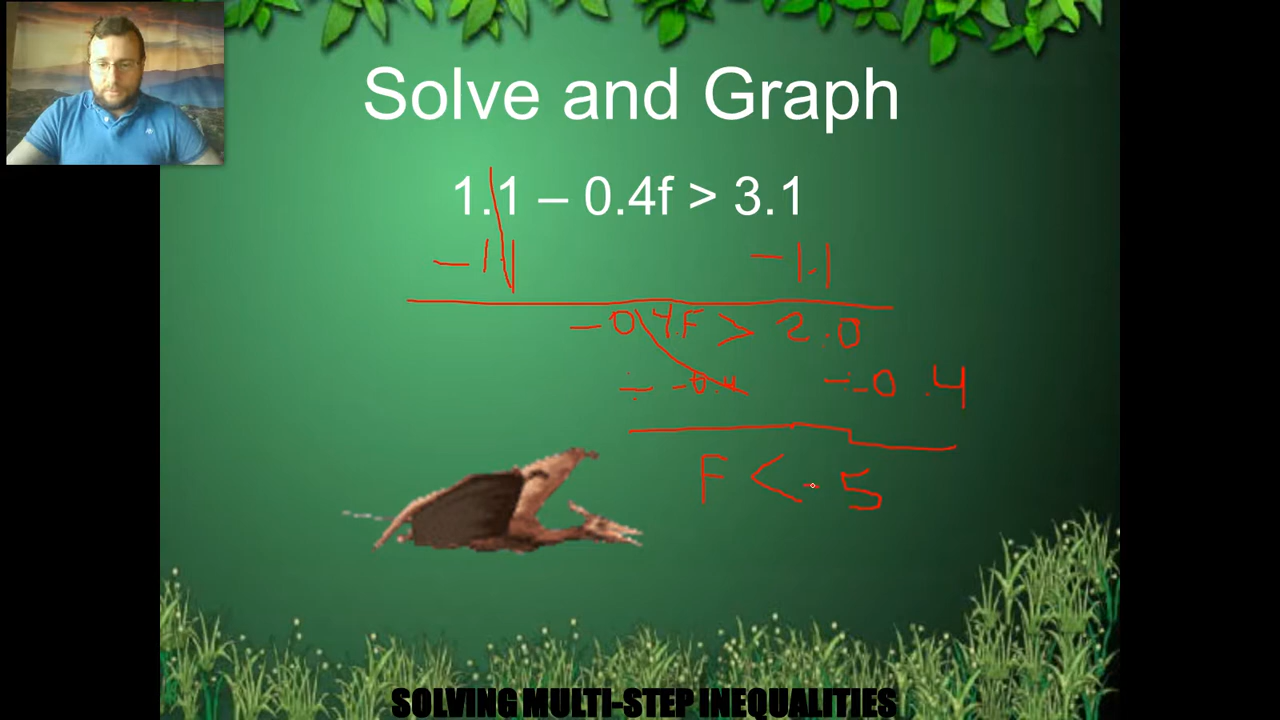 Solve and Graph
1.1 – 0.4f > 3.1
-1.1 -1.1
-0.4F > 2.0
÷ -0.4 ÷ -0.4
F < -5
SOLVING MULTI-STEP INEQUALITIES